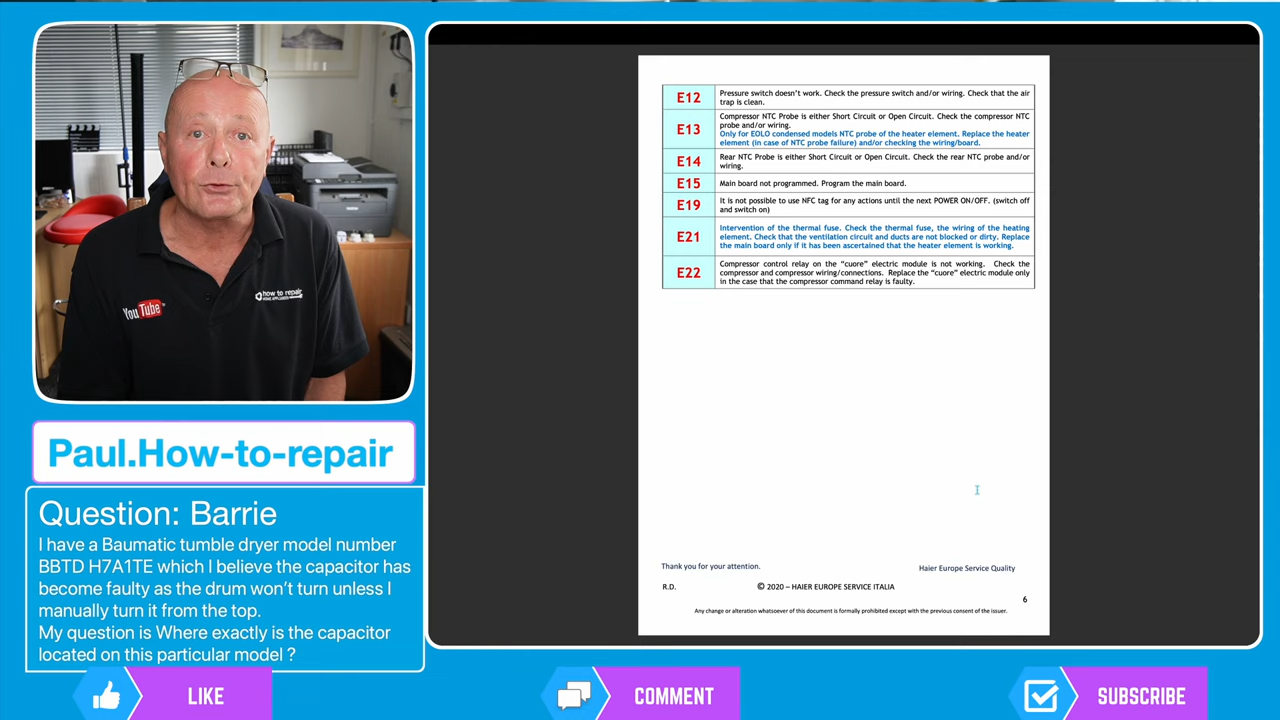 YouTube
how to repair
HOME APPLIANCES
Paul.How-to-repair
Question: Barrie
I have a Baumatic tumble dryer model number
BBTD H7A1TE which I believe the capacitor has
become faulty as the drum won't turn unless I
manually turn it from the top.
My question is Where exactly is the capacitor
located on this particular model ?
E12
Pressure switch doesn't work. Check the pressure switch and/or wiring. Check that the air
trap is clean.
E13
Compressor NTC Probe is either Short Circuit or Open Circuit. Check the compressor NTC
probe and/or wiring.
Only for EOLO condensed models NTC probe of the heater element. Replace the heater
element (in case of NTC probe failure) and/or checking the wiring/board.
E14
Rear NTC Probe is either Short Circuit or Open Circuit. Check the rear NTC probe and/or
wiring.
E15
Main board not programmed. Program the main board.
E19
It is not possible to use NFC tag for any actions until the next POWER ON/OFF. (switch off
and switch on)
E21
Intervention of the thermal fuse. Check the thermal fuse, the wiring of the heating
element. Check that the ventilation circuit and ducts are not blocked or dirty. Replace
the main board only if it has been ascertained that the heater element is working.
E22
Compressor control relay on the “cuore” electric module is not working. Check the
compressor and compressor wiring/connections. Replace the “cuore” electric module only
in the case that the compressor command relay is faulty.
Thank you for your attention.
Haier Europe Service Quality
R.D.
© 2020 – HAIER EUROPE SERVICE ITALIA
6
Any change or alteration whatsoever of this document is formally prohibited except with the previous consent of the issuer.
LIKE
COMMENT
SUBSCRIBE